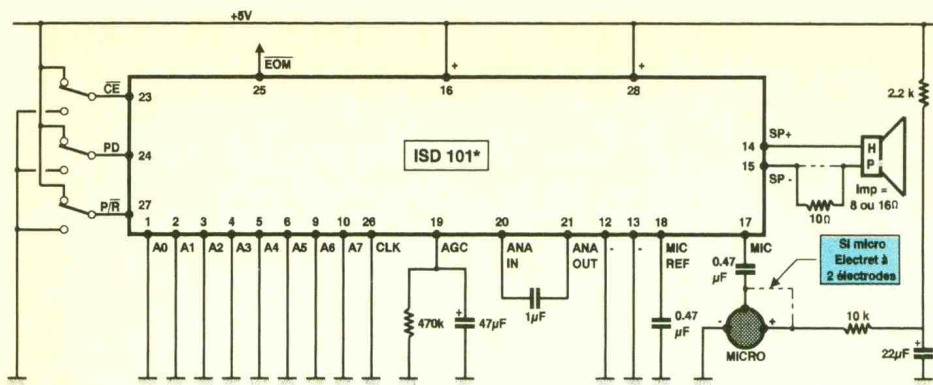 +5V
EOM
+
+
25
16
28
CE
23
2.2 k
ISD 101*
PD
24
14
SP+
15
SP -
H
P
10Ω
Imp =
8 ou 16Ω
P/R
27
1
2
3
4
5
6
9
10
26
19
20
21
12
13
18
17
A0
A1
A2
A3
A4
A5
A6
A7
CLK
AGC
ANA
IN
ANA
OUT
-
-
MIC
REF
MIC
Si micro
Electret à
2 électrodes
0.47
µF
470k
+
47µF
1µF
0.47
µF
-
+
MICRO
10 k
+
22µF